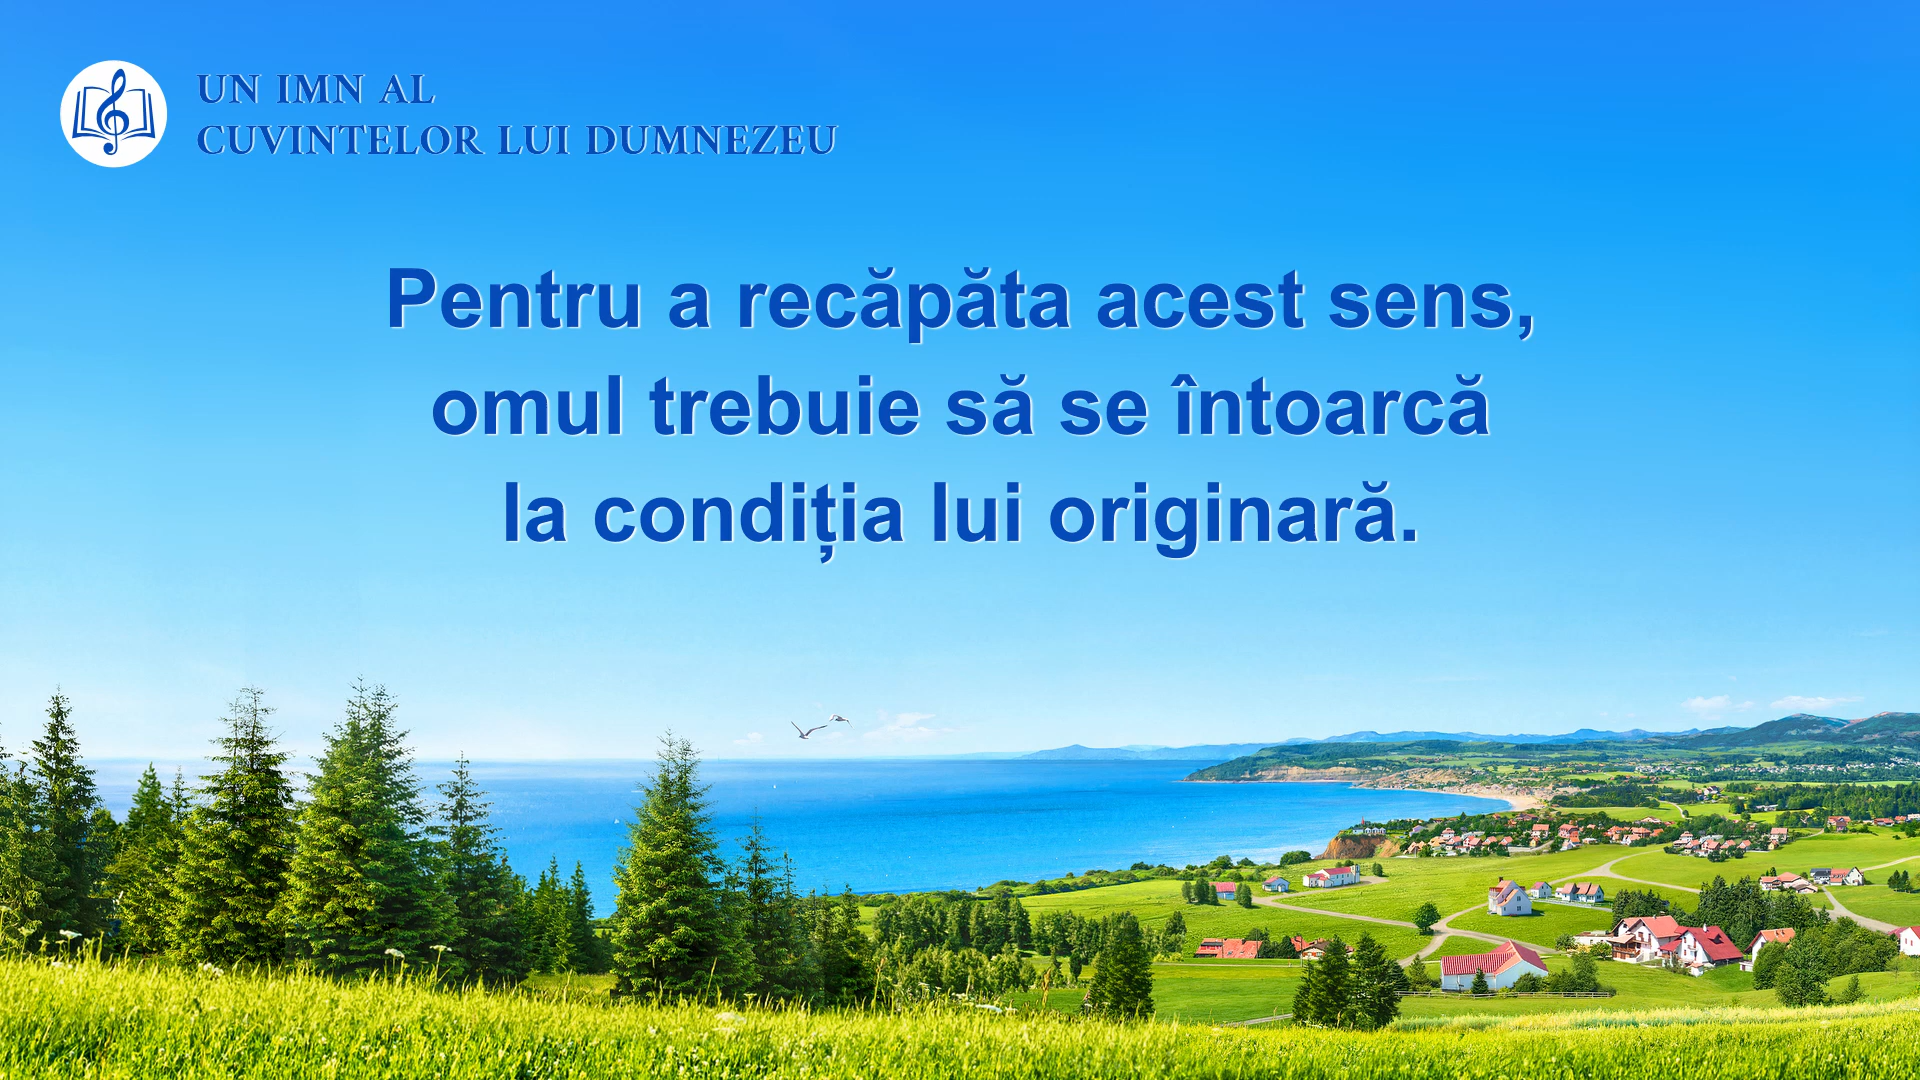 UN IMN AL
CUVINTELOR LUI DUMNEZEU
Pentru a recăpăta acest sens,
omul trebuie să se întoarcă
la condiția lui originară.